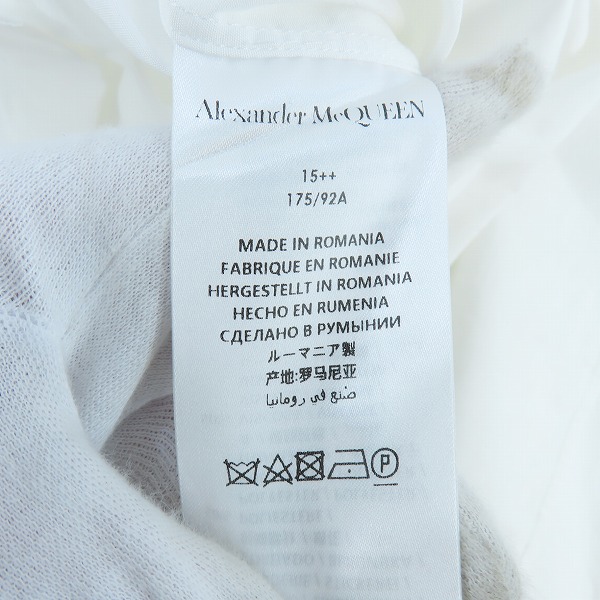 Alexander McQUEEN
15++
175/92A
MADE IN ROMANIA
FABRIQUE EN ROMANIE
HERGESTELLT IN ROMÄNIEN
HECHO EN RUMENIA
СДЕЛАНО В РУМЫНИИ
ルーマニア製
产地:罗马尼亚
صنع في رومانيا
P